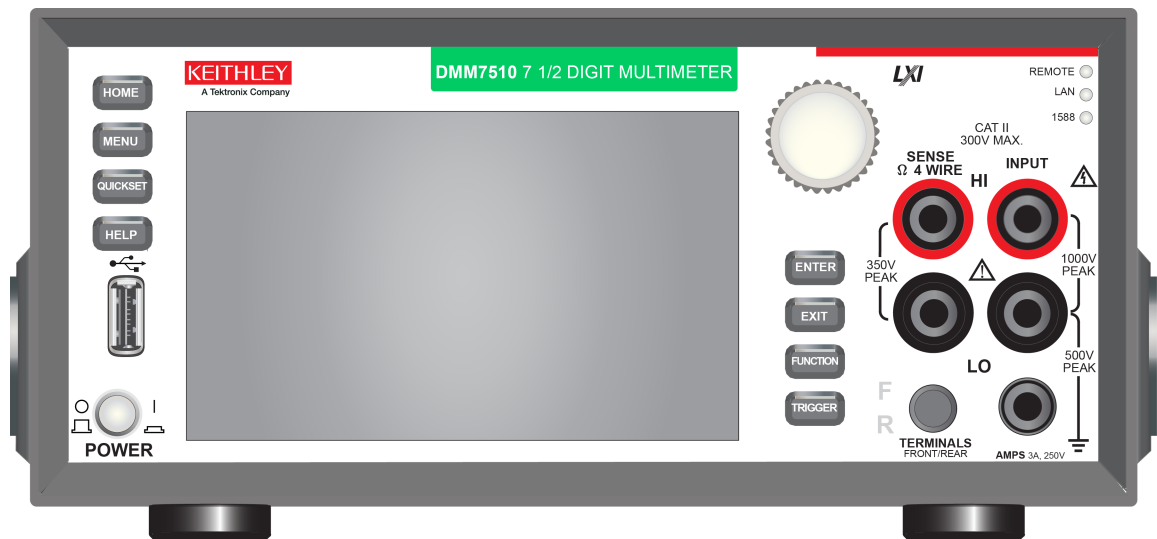 KEITHLEY
A Tektronix Company
DMM7510 7 1/2 DIGIT MULTIMETER
LXI
REMOTE
LAN
1588
HOME
MENU
QUICKSET
HELP
POWER
ENTER
EXIT
FUNCTION
TRIGGER
CAT II
300V MAX.
SENSE
Ω 4 WIRE
INPUT
HI
350V
PEAK
1000V
PEAK
LO
500V
PEAK
F
R
TERMINALS
FRONT/REAR
AMPS 3A, 250V